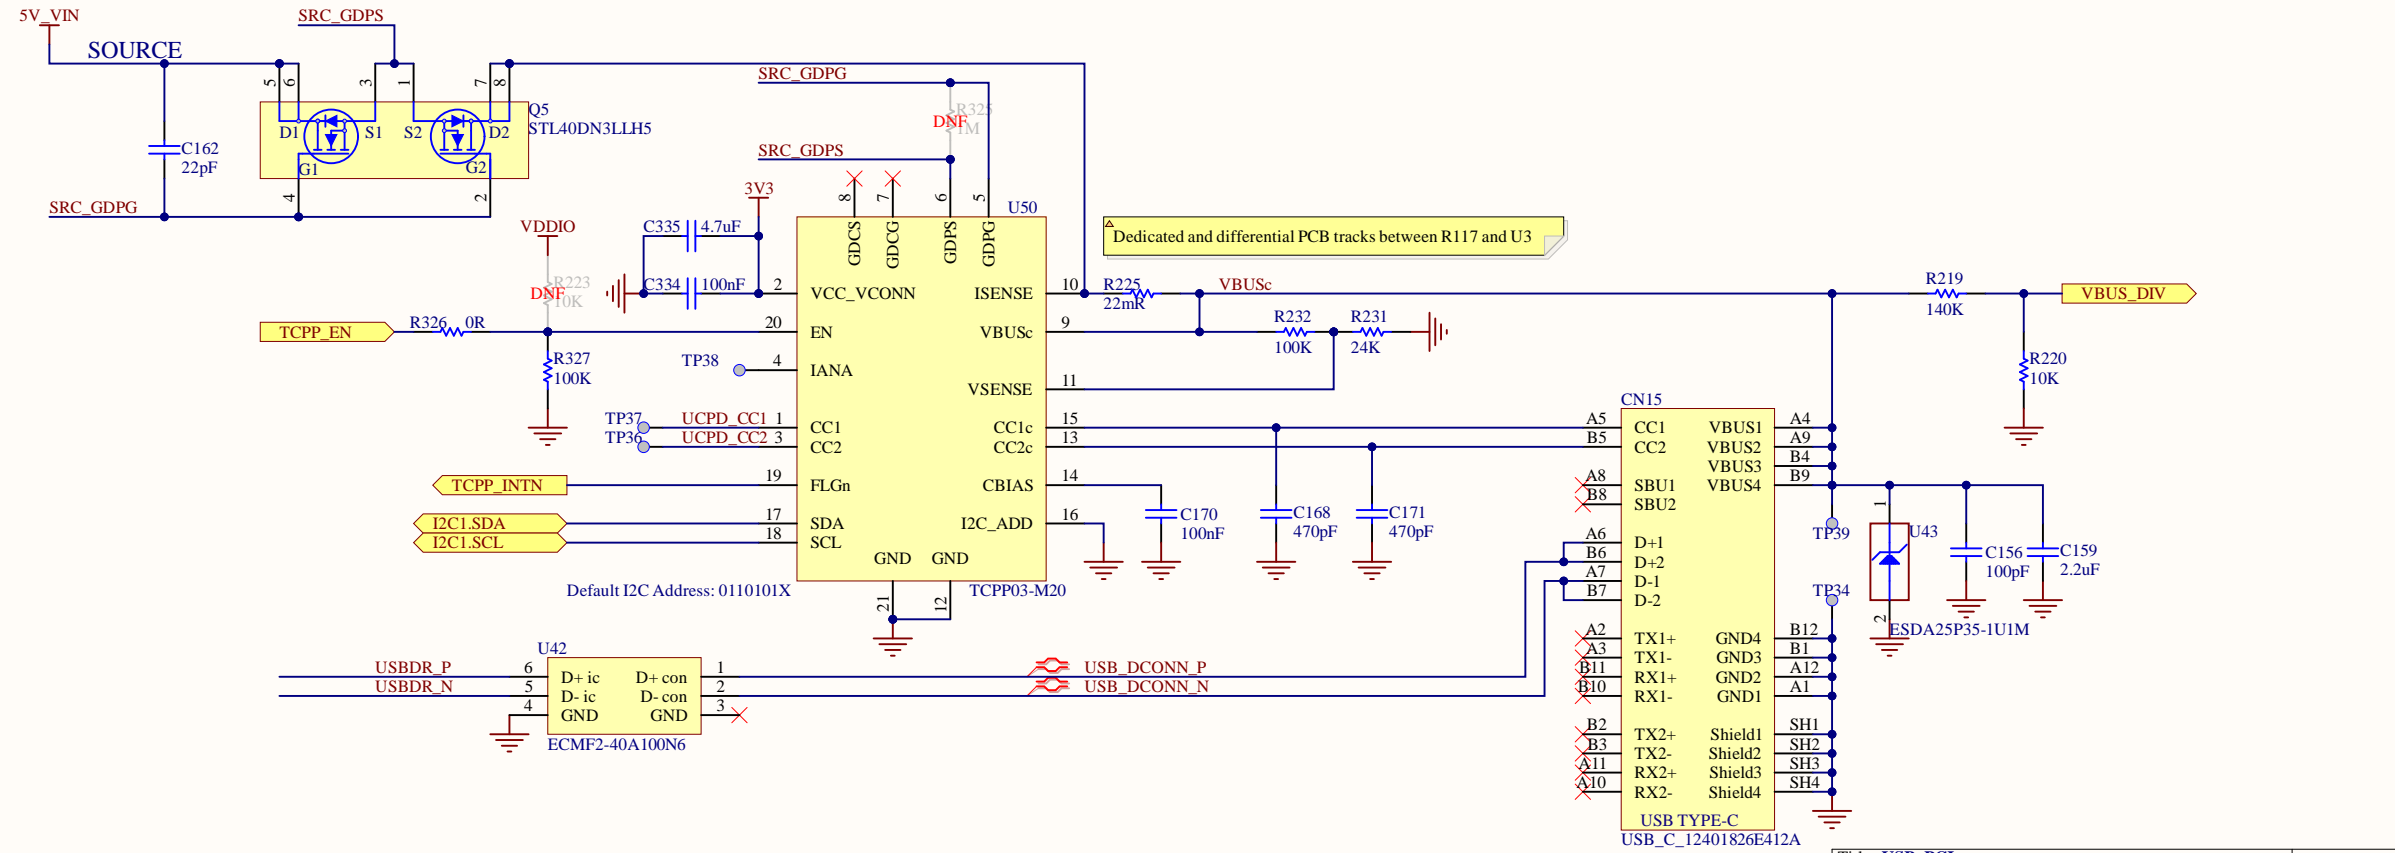 5V_VIN
SRC_GDPS
SOURCE
5
6
3
1
7
8
D1
S1
S2
D2
G1
G2
Q5
STL40DN3LLH5
C162
22pF
4
2
SRC_GDPG
SRC_GDPG
R325
DNF
1M
SRC_GDPS
VDDIO
R223
DNF
10K
TCPP_EN
R326
0R
R327
100K
3V3
C335
4.7uF
C334
100nF
U50
8
7
6
5
GDCS
GDCG
GDPS
GDPG
2
VCC_VCONN
20
EN
TP38
4
IANA
TP37
UCPD_CC1
1
CC1
TP36
UCPD_CC2
3
CC2
TCPP_INTN
19
FLGn
I2C1.SDA
17
SDA
I2C1.SCL
18
SCL
ISENSE
10
VBUSc
9
VSENSE
11
CC1c
15
CC2c
13
CBIAS
14
I2C_ADD
16
GND
GND
21
12
Default I2C Address: 0110101X
TCPP03-M20
Dedicated and differential PCB tracks between R117 and U3
R225
22mR
VBUSc
R232
100K
R231
24K
R219
140K
VBUS_DIV
R220
10K
C170
100nF
C168
470pF
C171
470pF
CN15
A5
CC1
B5
CC2
A8
SBU1
B8
SBU2
A6
D+1
B6
D+2
A7
D-1
B7
D-2
A2
TX1+
A3
TX1-
B11
RX1+
B10
RX1-
B2
TX2+
B3
TX2-
A11
RX2+
A10
RX2-
VBUS1
A4
VBUS2
A9
VBUS3
B4
VBUS4
B9
GND4
B12
GND3
B1
GND2
A12
GND1
A1
Shield1
SH1
Shield2
SH2
Shield3
SH3
Shield4
SH4
USB TYPE-C
USB_C_12401826E412A
TP39
TP34
1
U43
2
ESDA25P35-1U1M
C156
100pF
C159
2.2uF
U42
USBDR_P
6
D+ ic
D+ con
1
USB_DCONN_P
USBDR_N
5
D- ic
D- con
2
USB_DCONN_N
4
GND
GND
3
ECMF2-40A100N6